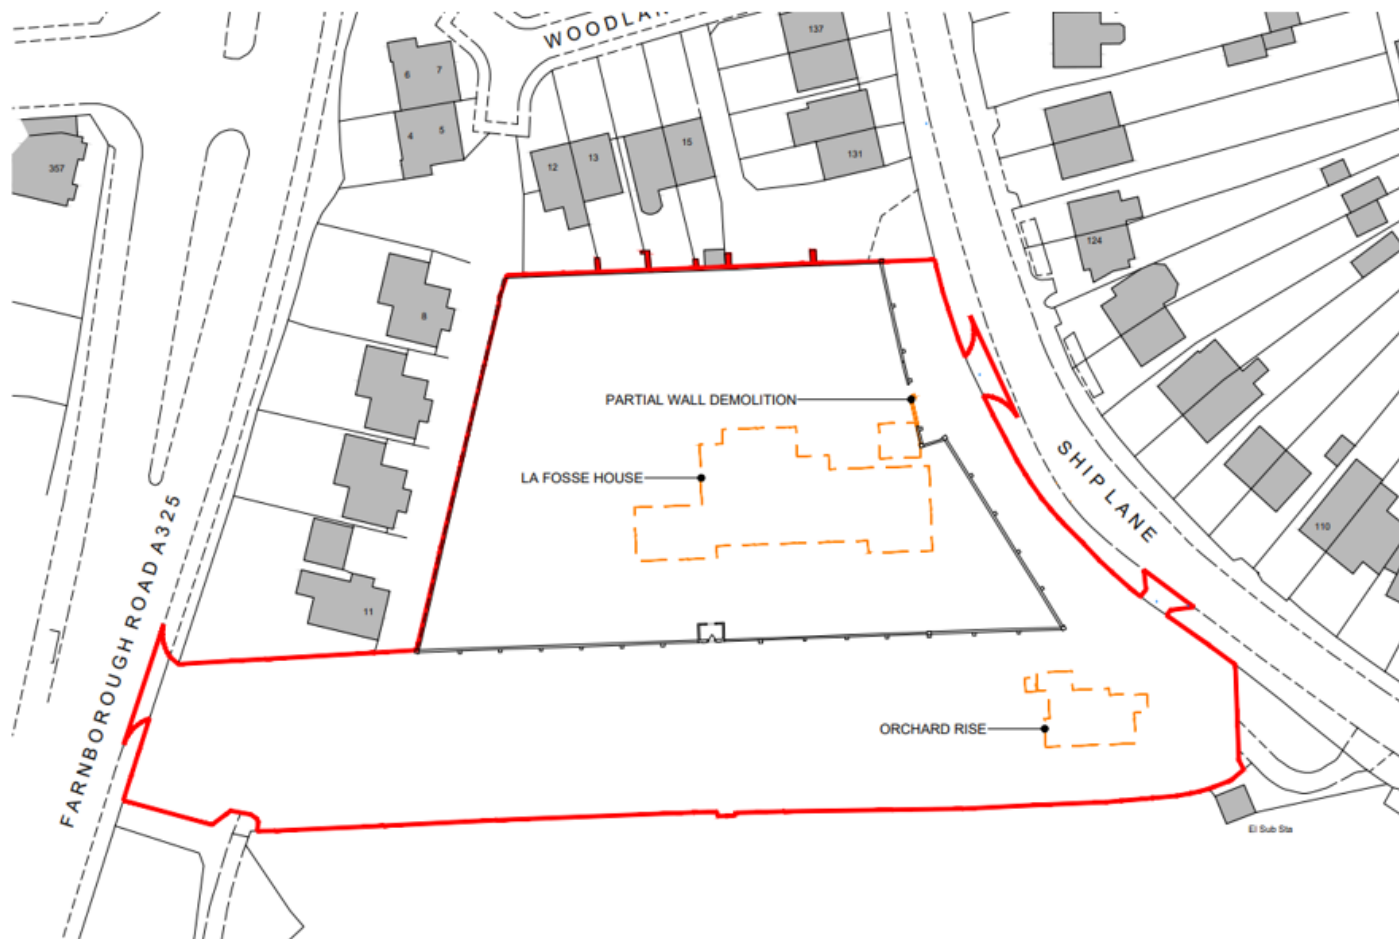 WOODLAN
137
6
7
4
5
15
13
12
131
357
124
8
PARTIAL WALL DEMOLITION
LA FOSSE HOUSE
SHIP LANE
110
FARNBOROUGH ROAD A325
11
ORCHARD RISE
El Sub Sta